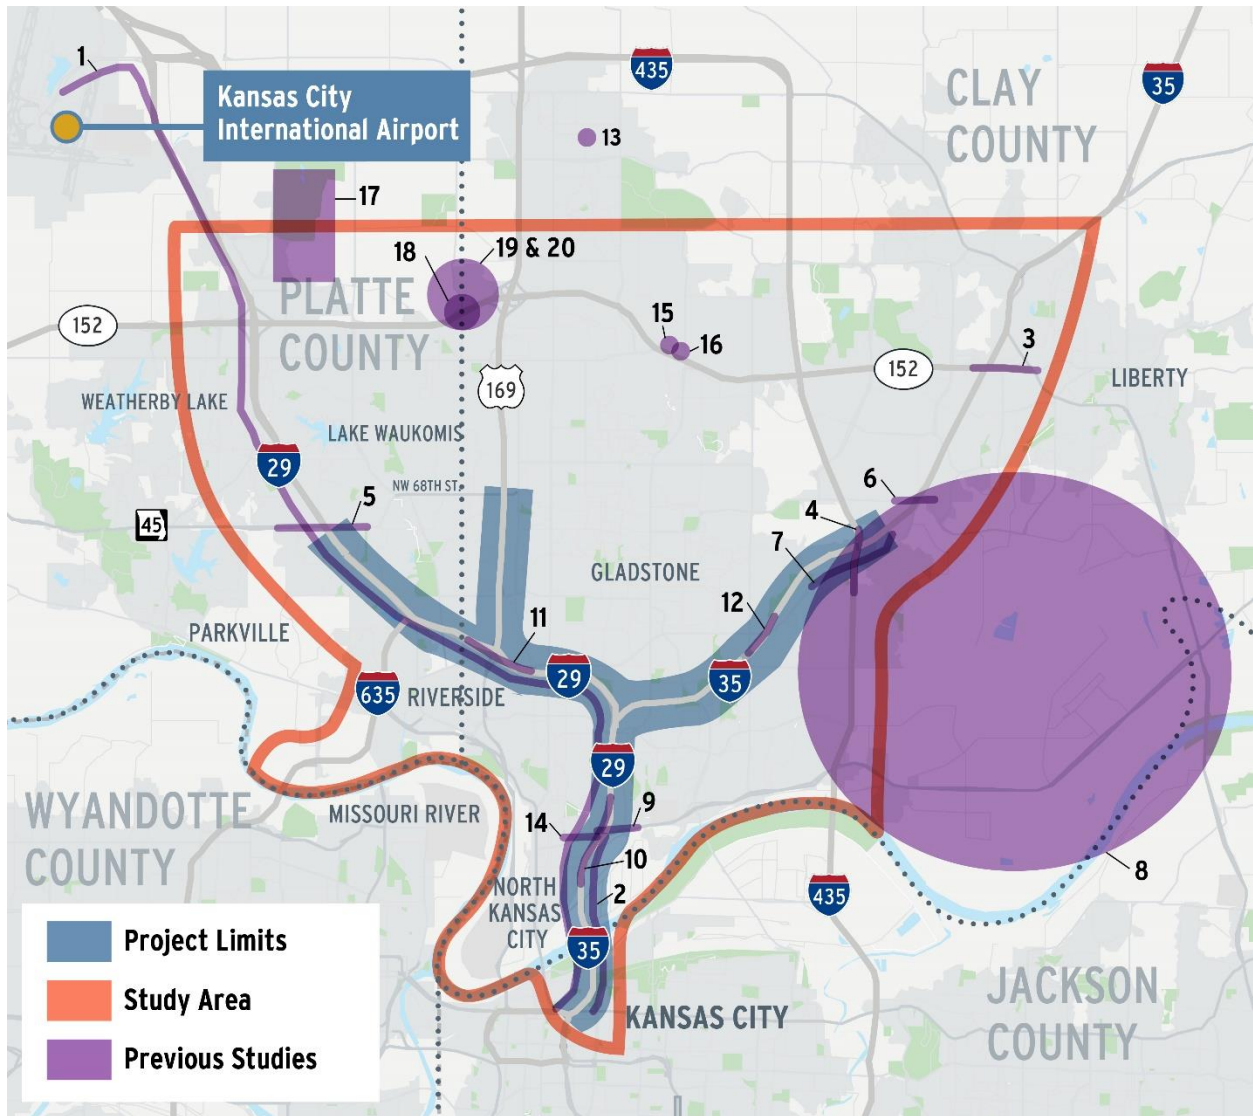 1
Kansas City
International Airport
435
35
CLAY
COUNTY
13
17
18
19 & 20
PLATTE
COUNTY
152
15
16
3
152
169
LIBERTY
WEATHERBY LAKE
LAKE WAUKOMIS
29
NW 68TH ST.
6
5
45
4
7
GLADSTONE
12
PARKVILLE
11
29
35
635
RIVERSIDE
29
WYANDOTTE
COUNTY
MISSOURI RIVER
14
9
10
8
NORTH
KANSAS
CITY
2
435
35
Project Limits
Study Area
Previous Studies
KANSAS CITY
JACKSON
COUNTY